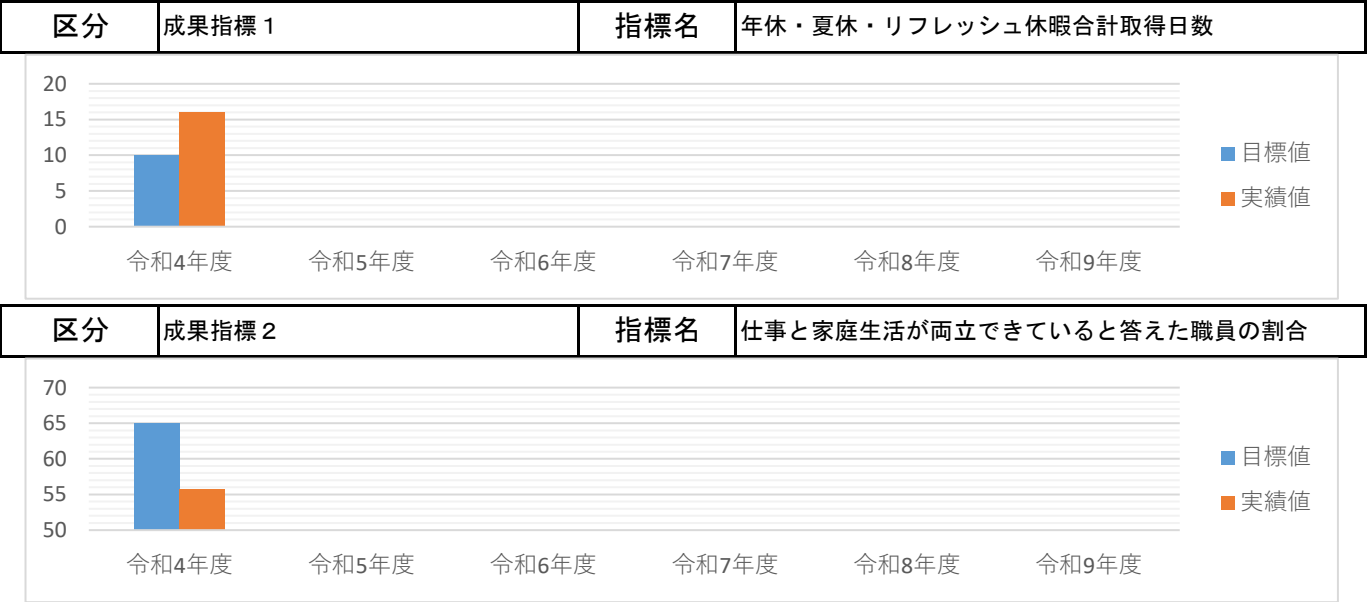 区分 成果指標１ 指標名 年休・夏休・リフレッシュ休暇合計取得日数
20
15
10
5
0
令和4年度 令和5年度 令和6年度 令和7年度 令和8年度 令和9年度
目標値
実績値
区分 成果指標２ 指標名 仕事と家庭生活が両立できていると答えた職員の割合
70
65
60
55
50
令和4年度 令和5年度 令和6年度 令和7年度 令和8年度 令和9年度
目標値
実績値